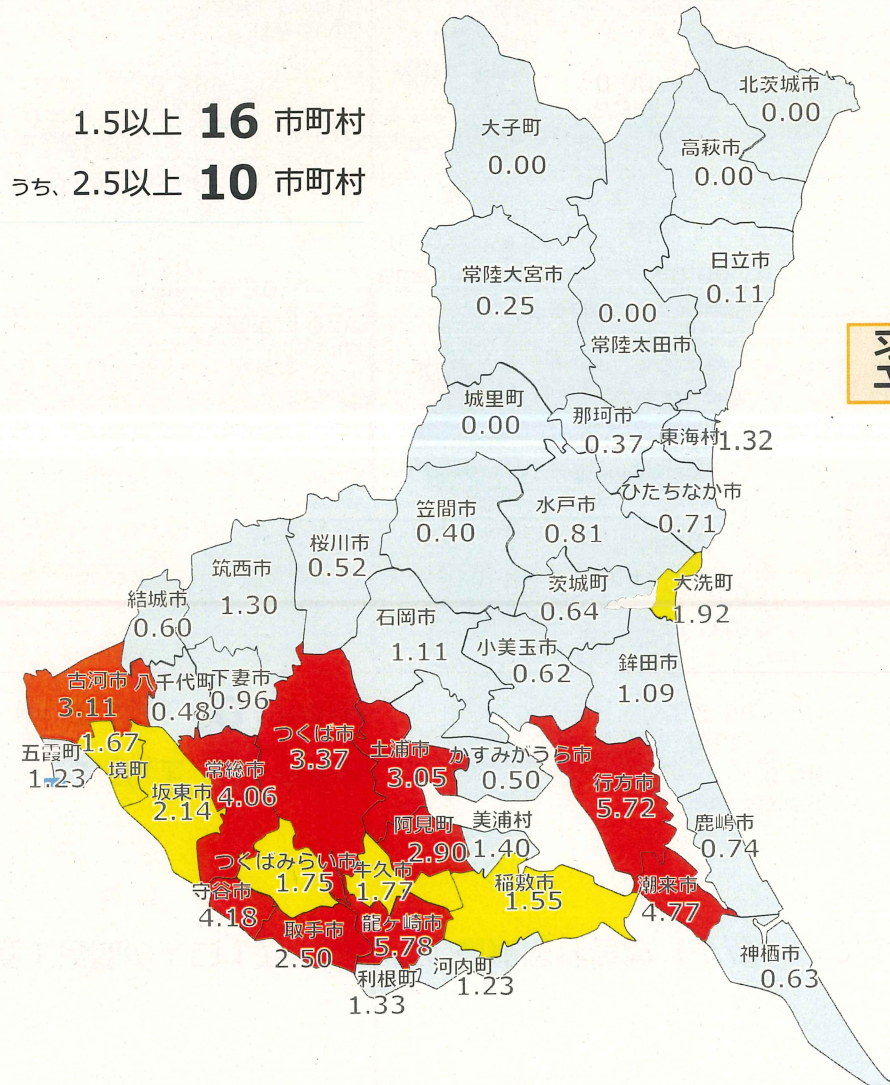 1.5以上 16 市町村
うち、2.5以上 10 市町村
北茨城市
0.00
大子町
0.00
高萩市
0.00
日立市
0.11
常陸大宮市
0.25
0.00
常陸太田市
城里町
0.00
那珂市
0.37
東海村1.32
ひたちなか市
0.71
笠間市
0.40
水戸市
0.81
桜川市
0.52
筑西市
1.30
結城市
0.60
茨城町
0.64
大洗町
1.92
石岡市
1.11
小美玉市
0.62
鉾田市
1.09
古河市
3.11
八千代町
0.48
下妻市
0.96
つくば市
3.37
土浦市
3.05
かすみがうら市
0.50
行方市
5.72
五霞町
1.23
1.67
境町
坂東市
2.14
常総市
4.06
阿見町
2.90
美浦村
1.40
鹿嶋市
0.74
つくばみらい市
1.75
牛久市
1.77
稲敷市
1.55
潮来市
4.77
守谷市
4.18
取手市
2.50
龍ヶ崎市
5.78
利根町
1.33
河内町
1.23
神栖市
0.63